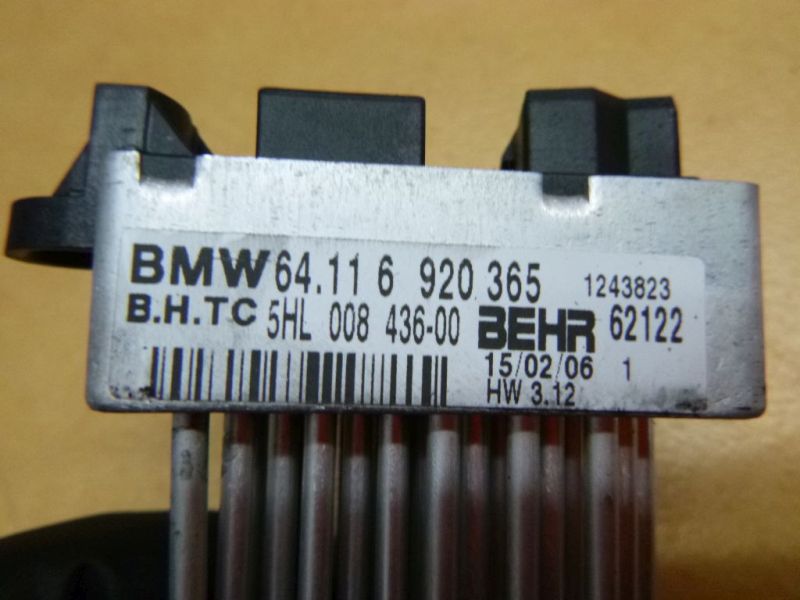 BMW 64.11 6 920 365 1243823
B.H.TC 5HL 008 436-00 BEHR 62122
15/02/06 1
HW 3.12